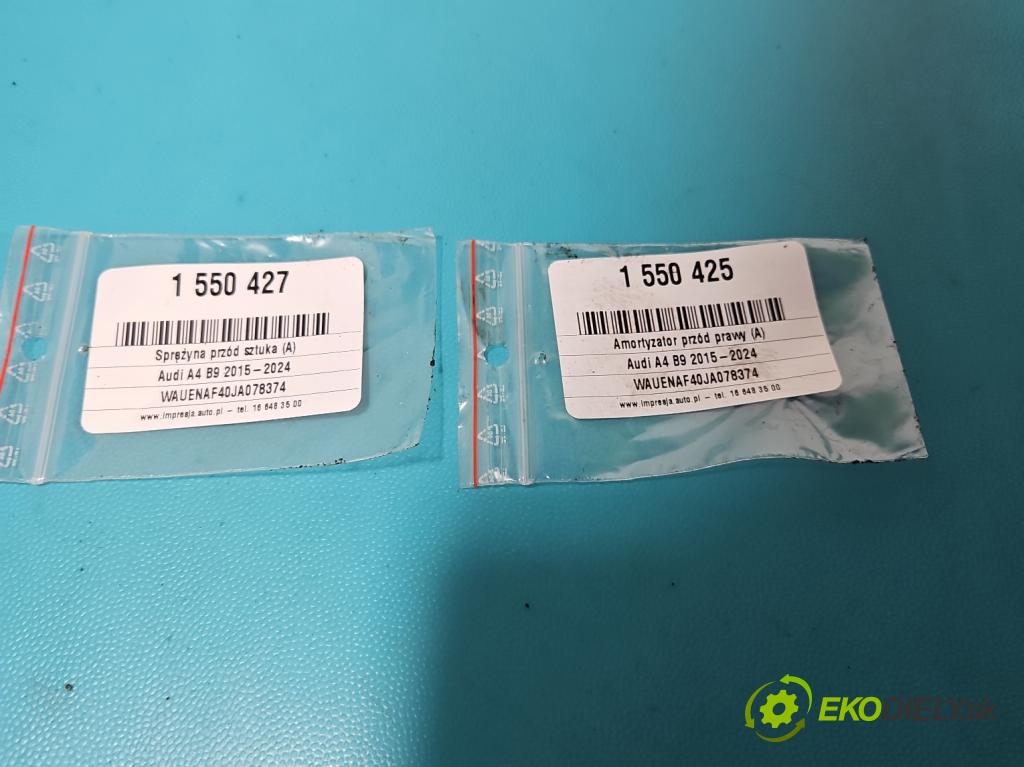 1 550 427
Sprężyna przód sztuka (A)
Audi A4 B9 2015-2024
WAUENAF40JA078374
www.impresja.auto.pl - tel. 16 648 35 00
1 550 425
Amortyzator przód prawy (A)
Audi A4 B9 2015-2024
WAUENAF40JA078374
www.impresja.auto.pl - tel. 16 648 35 00
EKODIELY.sk